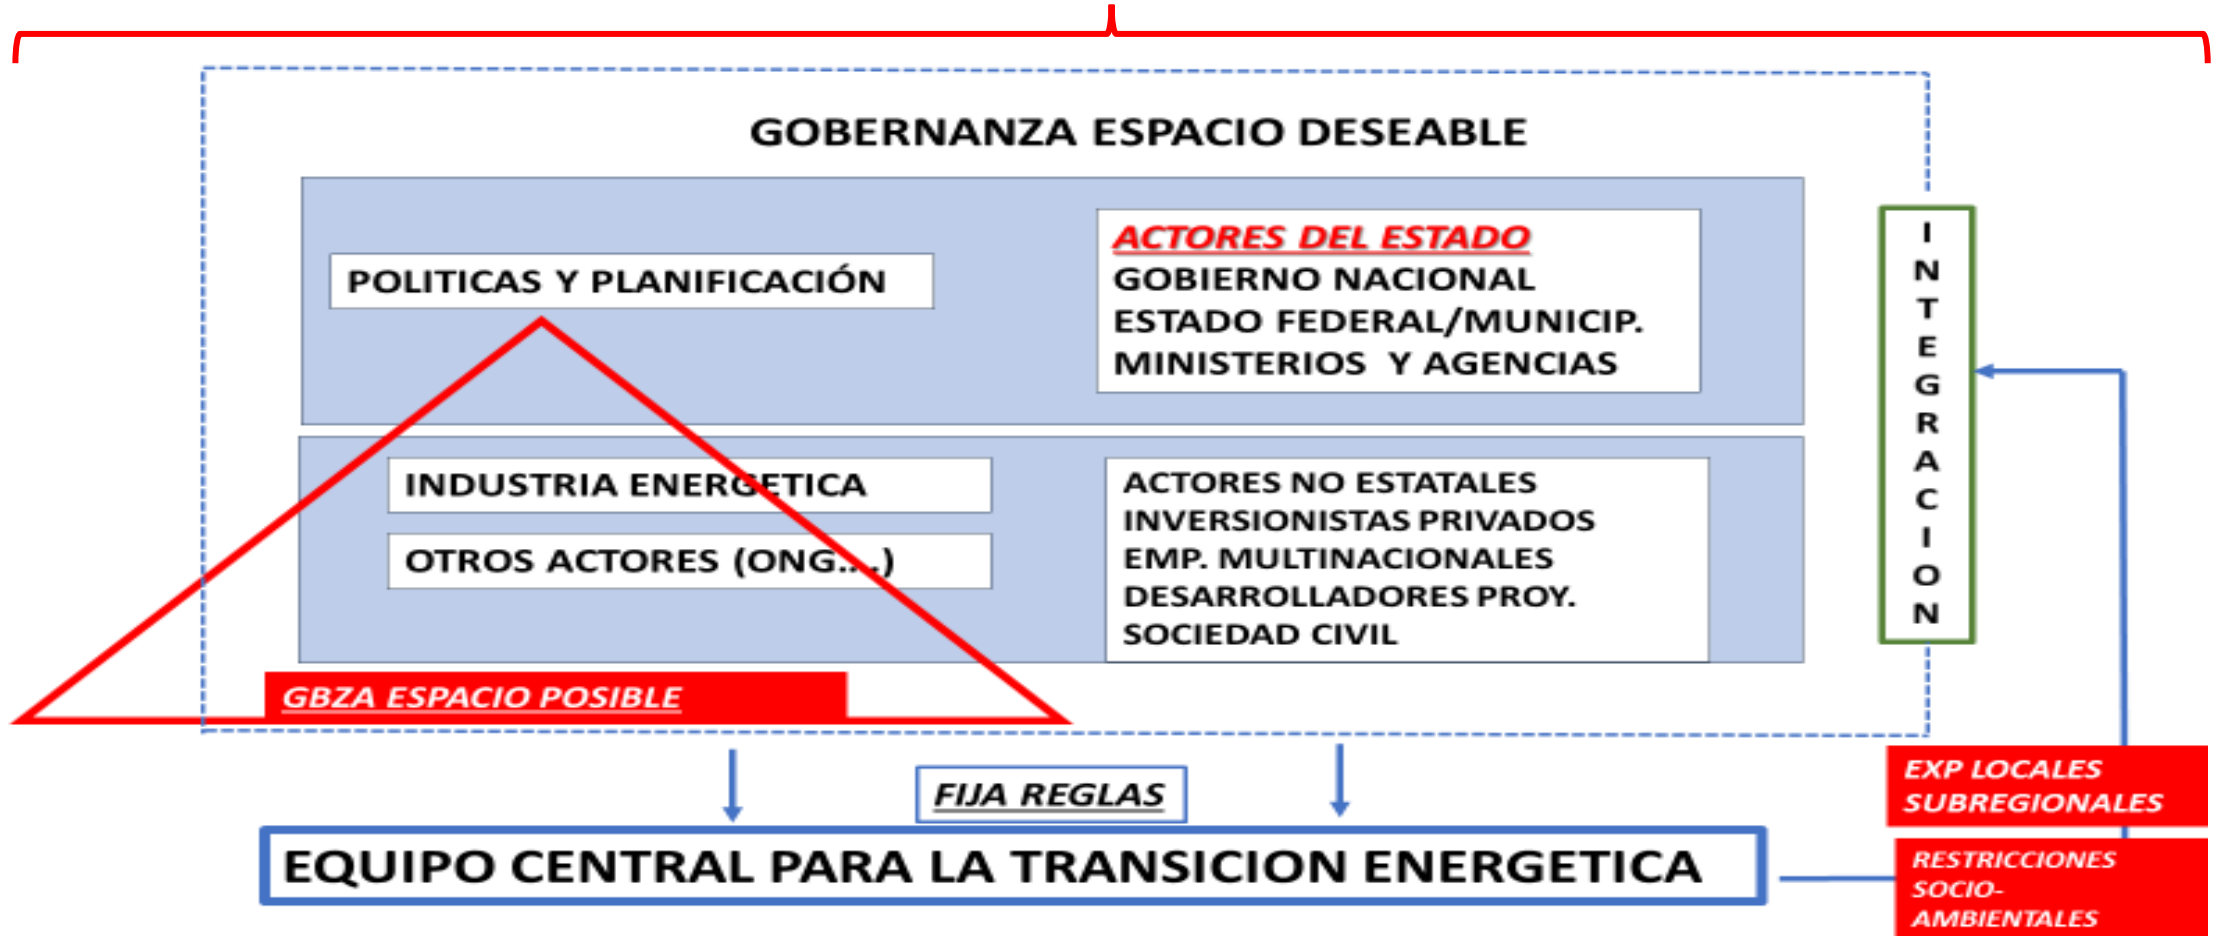 GOBERNANZA ESPACIO DESEABLE
POLITICAS Y PLANIFICACIÓN
ACTORES DEL ESTADO
GOBIERNO NACIONAL
ESTADO FEDERAL/MUNICIP.
MINISTERIOS Y AGENCIAS
INDUSTRIA ENERGETICA
OTROS ACTORES (ONG....)
ACTORES NO ESTATALES
INVERSIONISTAS PRIVADOS
EMP. MULTINACIONALES
DESARROLLADORES PROY.
SOCIEDAD CIVIL
INTEGRACION
GBZA ESPACIO POSIBLE
FIJA REGLAS
EQUIPO CENTRAL PARA LA TRANSICION ENERGETICA
EXP LOCALES
SUBREGIONALES
RESTRICCIONES
SOCIO-
AMBIENTALES